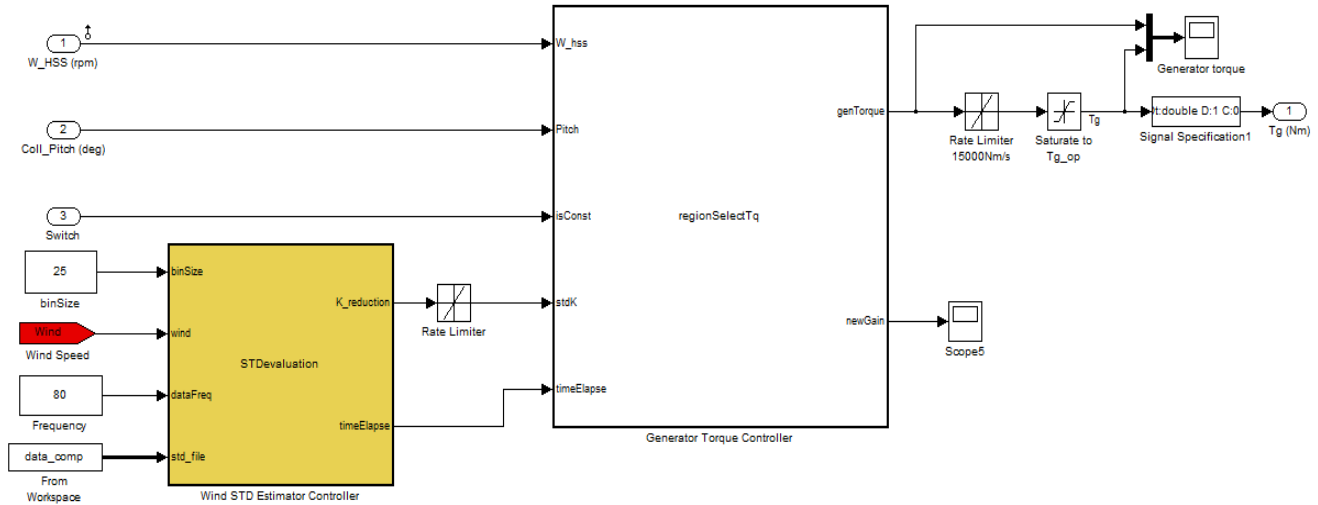 1
W_HSS (rpm)
2
Coll_Pitch (deg)
3
Switch
25
binSize
Wind
Wind Speed
80
Frequency
data_comp
From
Workspace
binSize
wind
dataFreq
std_file
STDevaluation
K_reduction
timeElapse
Wind STD Estimator Controller
Rate Limiter
W_hss
Pitch
isConst
stdK
timeElapse
regionSelectTq
genTorque
newGain
Generator Torque Controller
Rate Limiter
15000Nm/s
Saturate to
Tg_op
Tg
Generator torque
t:double D:1 C:0
Signal Specification1
1
Tg (Nm)
Scope5